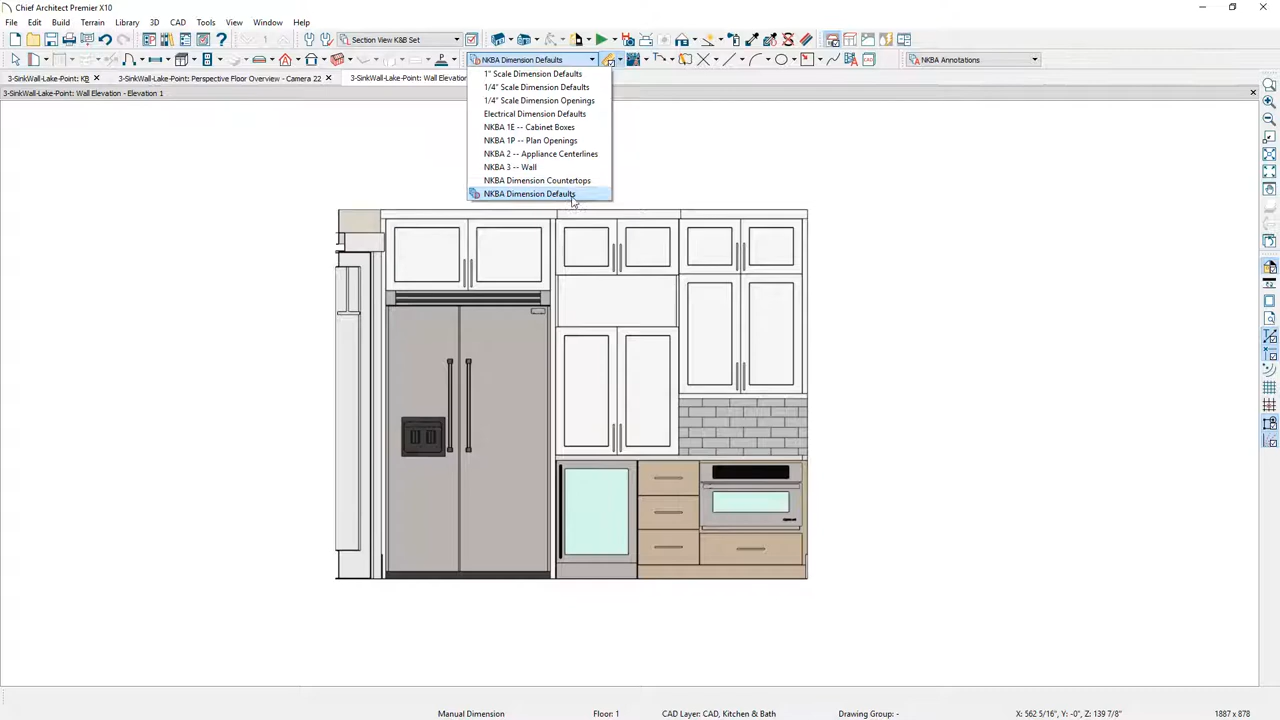 Chief Architect Premier X10
File Edit Build Terrain Library 3D CAD Tools View Window Help
Section View K&B Set
NKBA Dimension Defaults
NKBA Annotations
3-SinkWall-Lake-Point: KB
3-SinkWall-Lake-Point: Perspective Floor Overview - Camera 22
3-SinkWall-Lake-Point: Wall Elevation
3-SinkWall-Lake-Point: Wall Elevation - Elevation 1
1" Scale Dimension Defaults
1/4" Scale Dimension Defaults
1/4" Scale Dimension Openings
Electrical Dimension Defaults
NKBA 1E -- Cabinet Boxes
NKBA 1P -- Plan Openings
NKBA 2 -- Appliance Centerlines
NKBA 3 -- Wall
NKBA Dimension Countertops
NKBA Dimension Defaults
Manual Dimension Floor: 1 CAD Layer: CAD, Kitchen & Bath Drawing Group: - X: 562 5/16", Y: -0", Z: 139 7/8" 1887 x 878